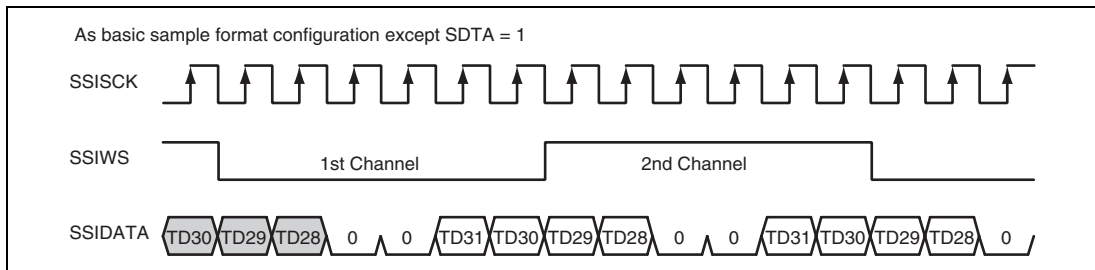 As basic sample format configuration except SDTA = 1
SSISCK
SSIWS 1st Channel 2nd Channel
SSIDATA TD30 TD29 TD28 0 0 TD31 TD30 TD29 TD28 0 0 TD31 TD30 TD29 TD28 0